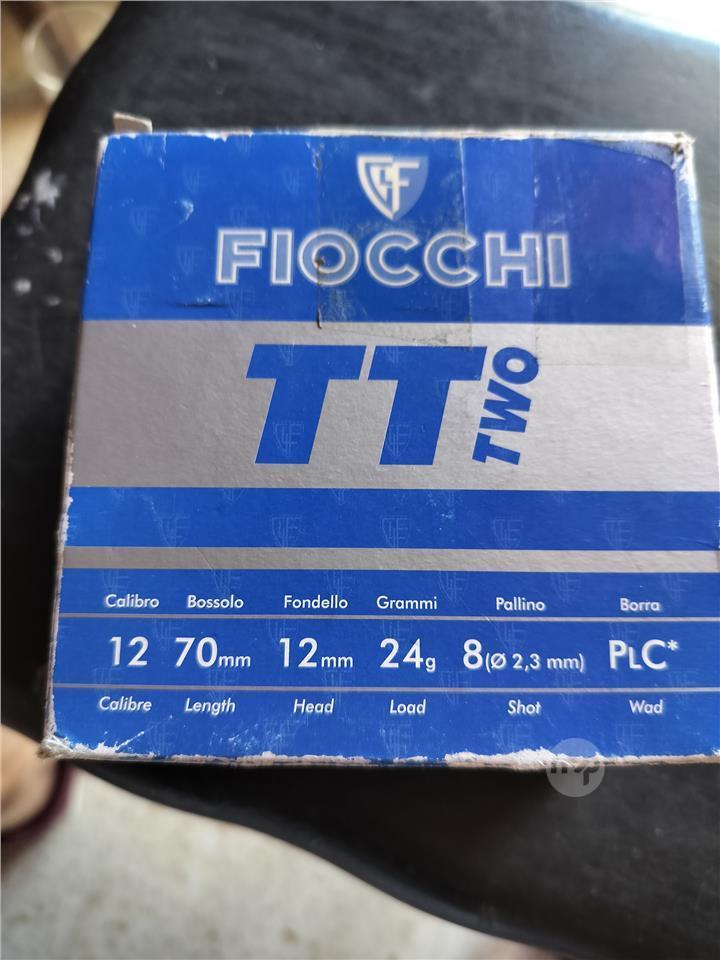 FIOCCHI
TT TWO
Calibro Bossolo Fondello Grammi Pallino Borra
12 70mm 12mm 24g 8(Ø 2,3 mm) PLC*
Calibre Length Head Load Shot Wad